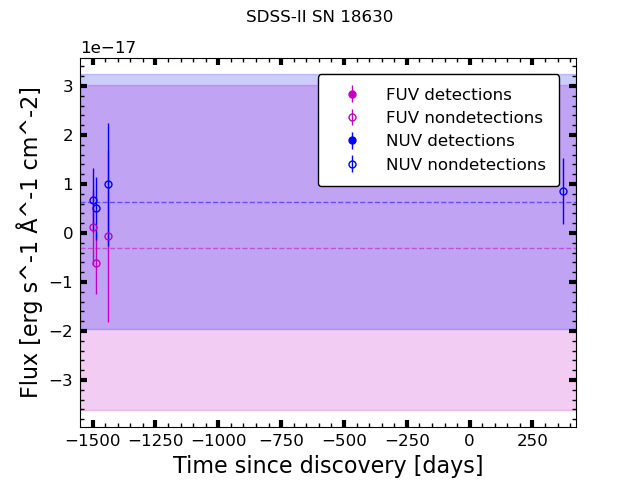 SDSS-II SN 18630
1e−17
FUV detections
FUV nondetections
NUV detections
NUV nondetections
3
2
1
0
−1
−2
−3
Flux [erg s^-1 Å^-1 cm^-2]
−1500 −1250 −1000 −750 −500 −250 0 250
Time since discovery [days]